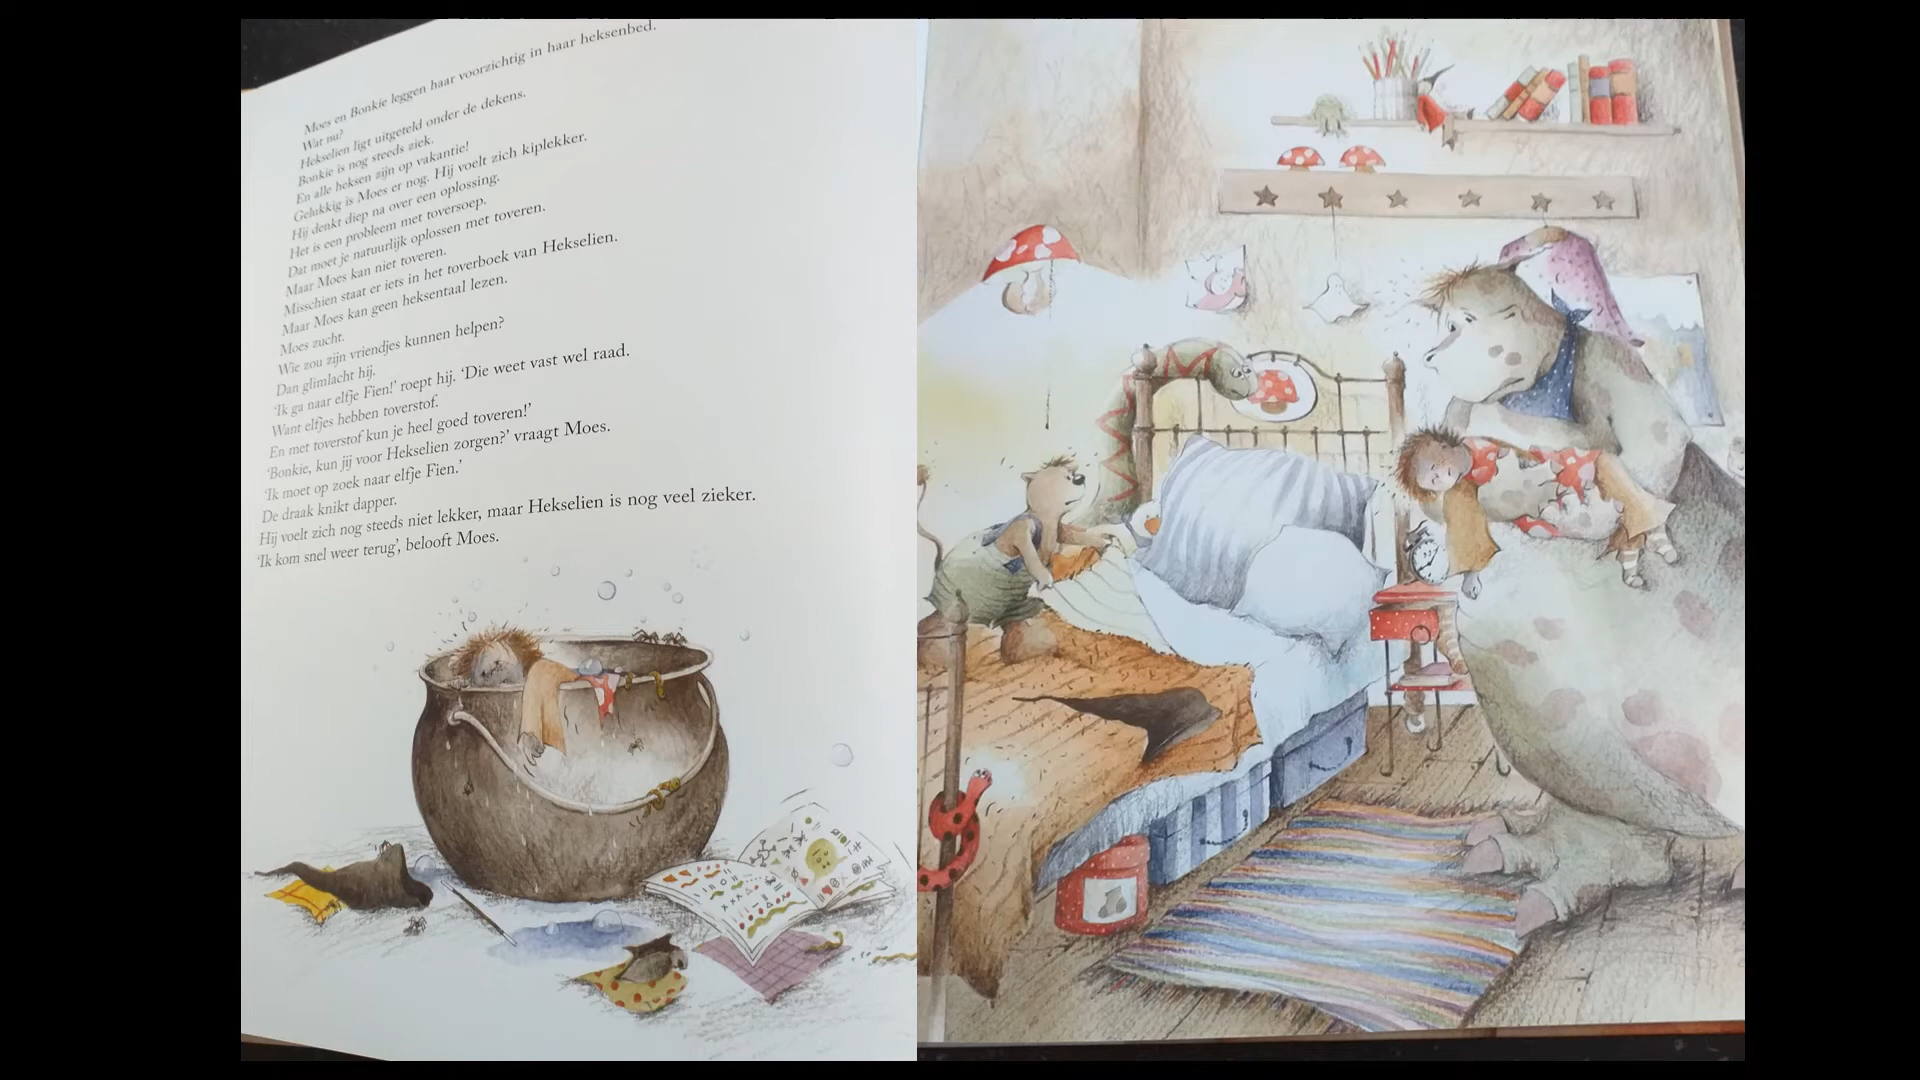 Moes en Bonkie leggen haar voorzichtig in haar heksenbed.
Wat nu?
Hekselien ligt uitgeteld onder de dekens.
Bonkie is nog steeds ziek.
En alle heksen zijn op vakantie!
Gelukkig is Moes er nog. Hij voelt zich kiplekker.
Hij denkt diep na over een oplossing.
Het is een probleem met toversoep.
Dat moet je natuurlijk oplossen met toveren.
Maar Moes kan niet toveren.
Misschien staat er iets in het toverboek van Hekselien.
Maar Moes kan geen heksentaal lezen.
Moes zucht.
Wie zou zijn vriendjes kunnen helpen?
Dan glimlacht hij.
‘Ik ga naar elfje Fien!’ roept hij. ‘Die weet vast wel raad.
Want elfjes hebben toverstof.
En met toverstof kun je heel goed toveren!’
‘Bonkie, kun jij voor Hekselien zorgen?’ vraagt Moes.
‘Ik moet op zoek naar elfje Fien.’
De draak knikt dapper.
Hij voelt zich nog steeds niet lekker, maar Hekselien is nog veel zieker.
‘Ik kom snel weer terug’, belooft Moes.